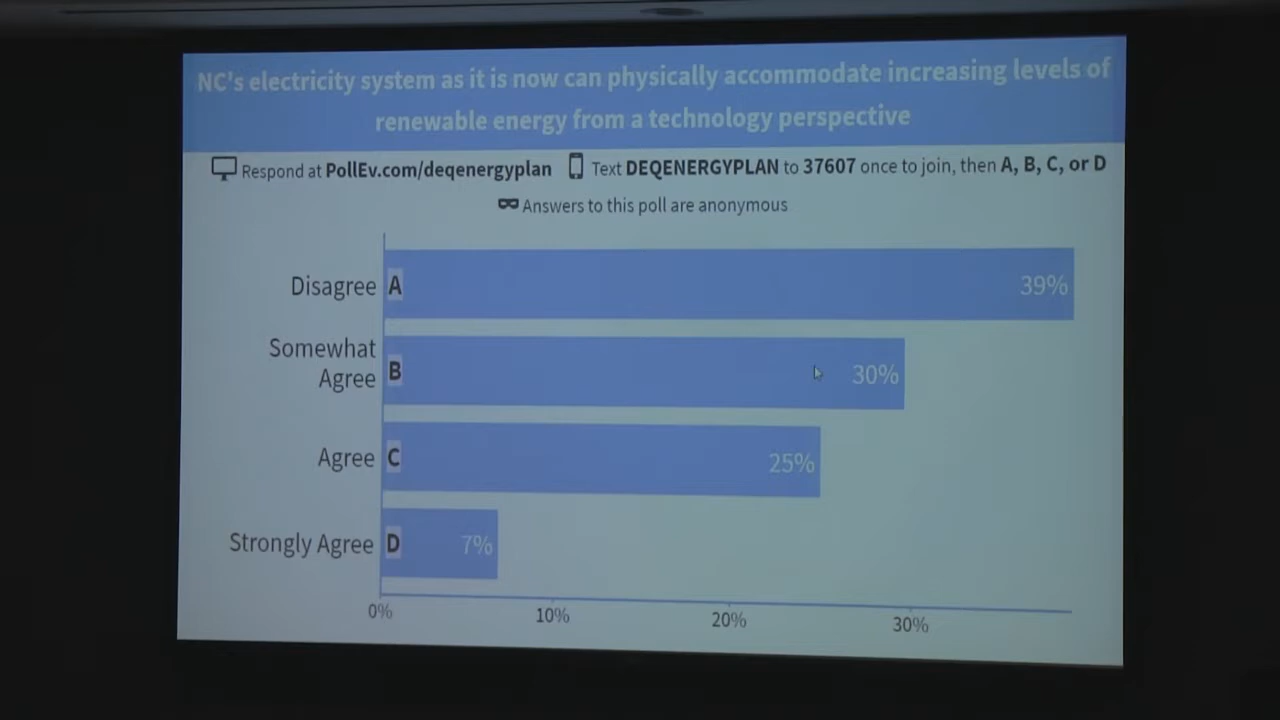 NC's electricity system as it is now can physically accommodate increasing levels of
renewable energy from a technology perspective
Respond at PollEv.com/deqenergyplan Text DEQENERGYPLAN to 37607 once to join, then A, B, C, or D
Answers to this poll are anonymous
Disagree A 39%
Somewhat
Agree B 30%
Agree C 25%
Strongly Agree D 7%
0% 10% 20% 30%